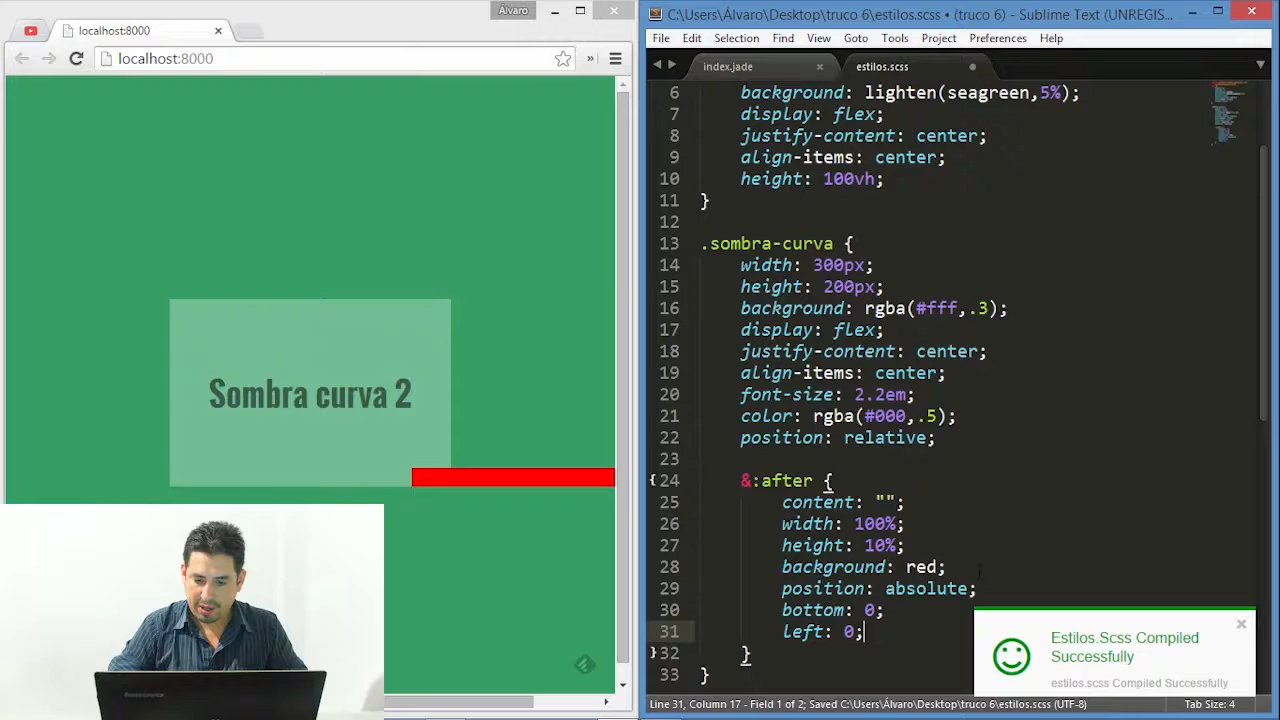 Álvaro
localhost:8000
localhost:8000
Sombra curva 2
C:\Users\Álvaro\Desktop\truco 6\estilos.scss • (truco 6) - Sublime Text (UNREGIS...
File Edit Selection Find View Goto Tools Project Preferences Help
index.jade
estilos.scss
6 background: lighten(seagreen,5%);
7 display: flex;
8 justify-content: center;
9 align-items: center;
10 height: 100vh;
11 }
12
13 .sombra-curva {
14 width: 300px;
15 height: 200px;
16 background: rgba(#fff,.3);
17 display: flex;
18 justify-content: center;
19 align-items: center;
20 font-size: 2.2em;
21 color: rgba(#000,.5);
22 position: relative;
23
24 &:after {
25 content: "";
26 width: 100%;
27 height: 10%;
28 background: red;
29 position: absolute;
30 bottom: 0;
31 left: 0;
32 }
33 }
Estilos.Scss Compiled
Successfully
estilos.scss Compiled Successfully
Line 31, Column 17 - Field 1 of 2; Saved C:\Users\Álvaro\Desktop\truco 6\estilos.scss (UTF-8)
Tab Size: 4